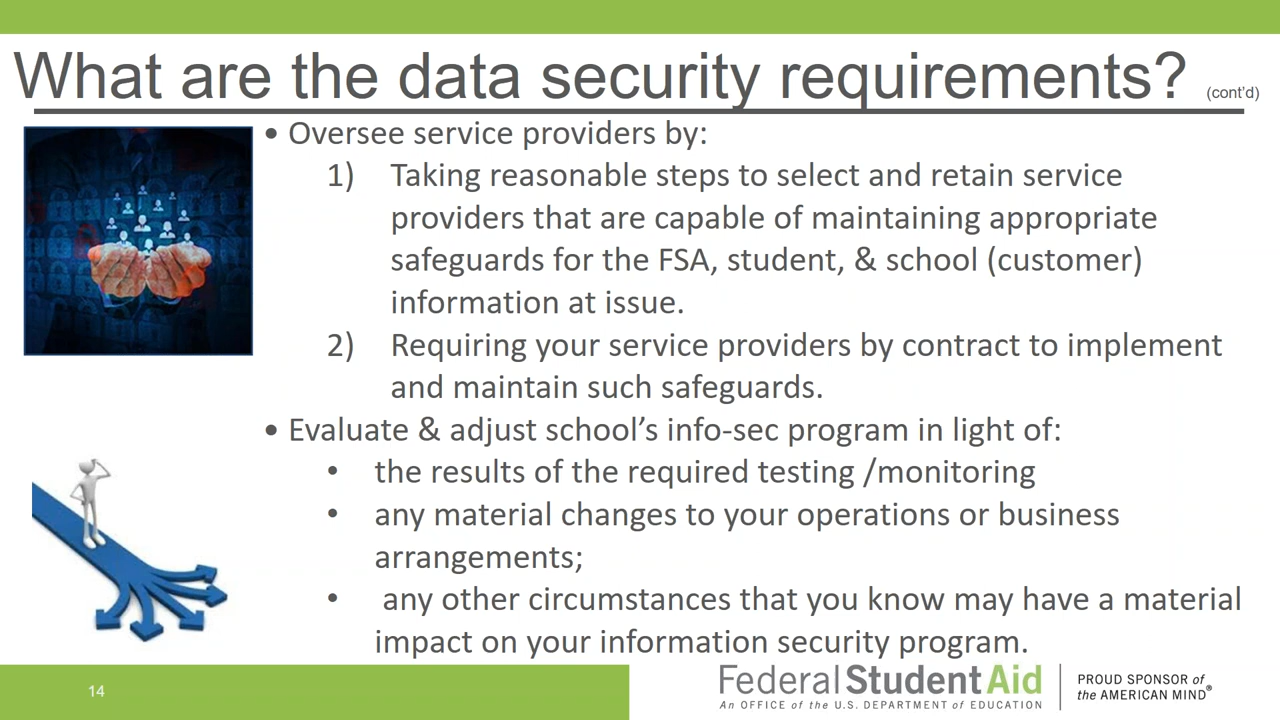 What are the data security requirements? (cont'd)
• Oversee service providers by:
1) Taking reasonable steps to select and retain service
providers that are capable of maintaining appropriate
safeguards for the FSA, student, & school (customer)
information at issue.
2) Requiring your service providers by contract to implement
and maintain such safeguards.
• Evaluate & adjust school’s info-sec program in light of:
• the results of the required testing /monitoring
• any material changes to your operations or business
arrangements;
• any other circumstances that you know may have a material
impact on your information security program.
14
Federal Student Aid
An OFFICE of the U.S. DEPARTMENT of EDUCATION
PROUD SPONSOR of
the AMERICAN MIND®